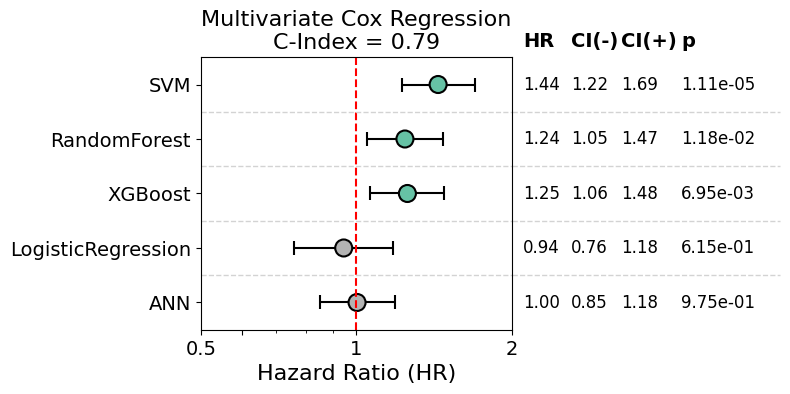 Multivariate Cox Regression
C-Index = 0.79
HR CI(-) CI(+) p
SVM 1.44 1.22 1.69 1.11e-05
RandomForest 1.24 1.05 1.47 1.18e-02
XGBoost 1.25 1.06 1.48 6.95e-03
LogisticRegression 0.94 0.76 1.18 6.15e-01
ANN 1.00 0.85 1.18 9.75e-01
0.5 1 2
Hazard Ratio (HR)